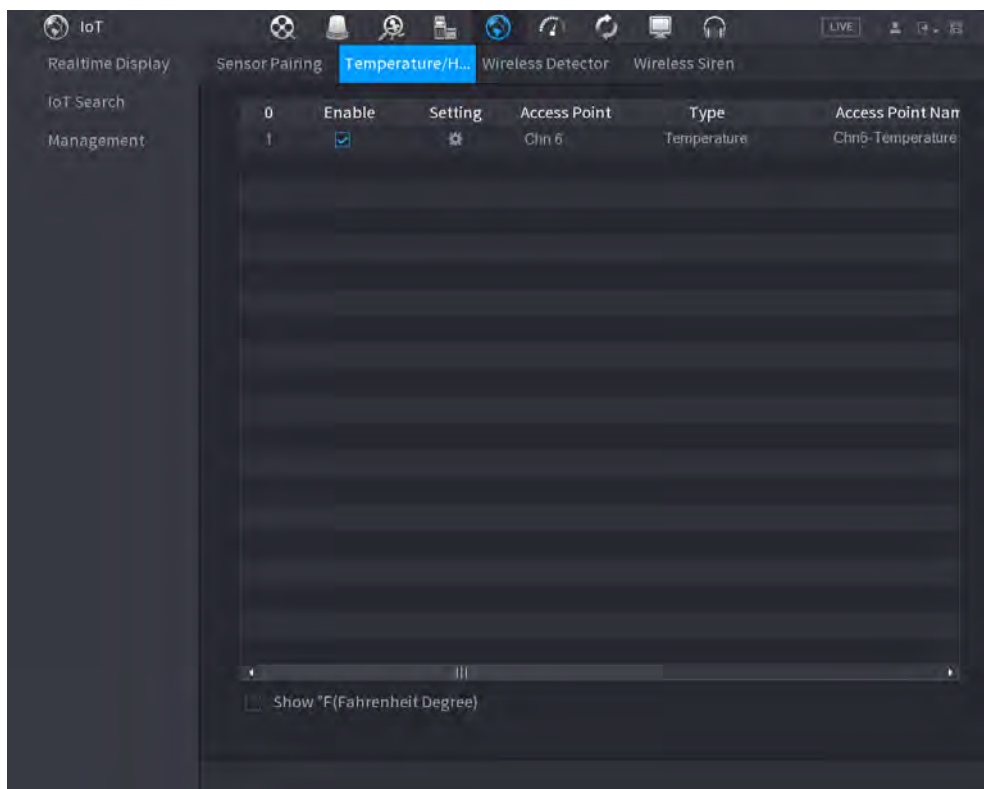 IoT LIVE
Realtime Display Sensor Pairing Temperature/H... Wireless Detector Wireless Siren
IoT Search
Management
0 Enable Setting Access Point Type Access Point Nam
1 Chn 6 Temperature Chn6-Temperature
Show °F(Fahrenheit Degree)